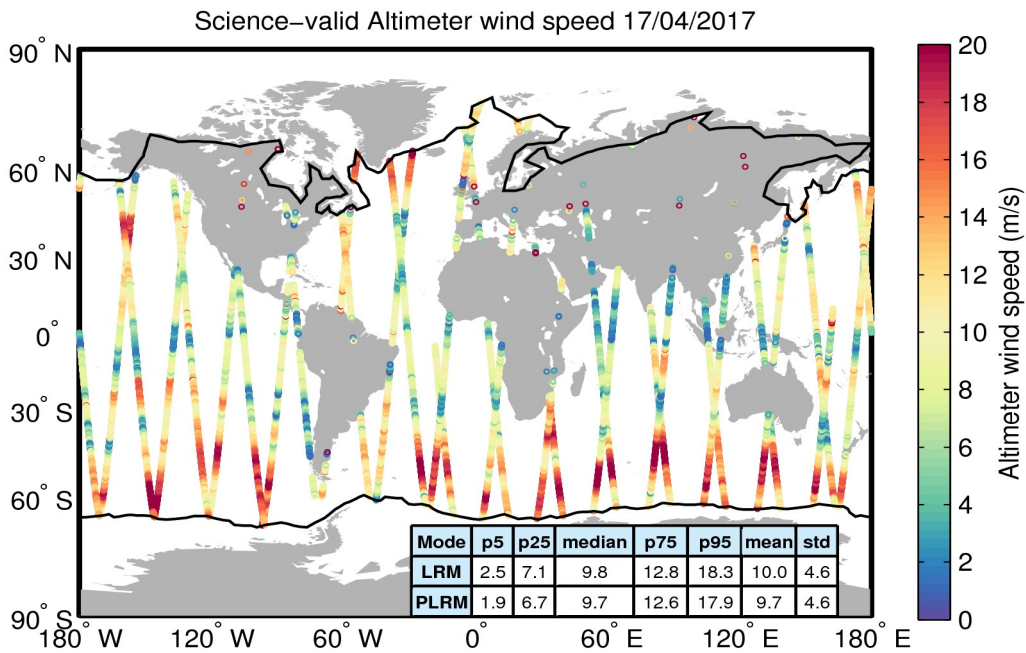 Science−valid Altimeter wind speed 17/04/2017
90° N
60° N
30° N
0°
30° S
60° S
90° S
180° W
120° W
60° W
0°
60° E
120° E
180° E
20
18
16
14
12
10
8
6
4
2
0
Altimeter wind speed (m/s)
Mode p5 p25 median p75 p95 mean std
LRM 2.5 7.1 9.8 12.8 18.3 10.0 4.6
PLRM 1.9 6.7 9.7 12.6 17.9 9.7 4.6